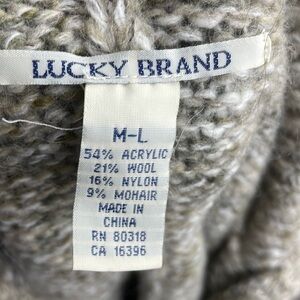 LUCKY BRAND
M-L
54% ACRYLIC
21% WOOL
16% NYLON
9% MOHAIR
MADE IN
CHINA
RN 80318
CA 16396